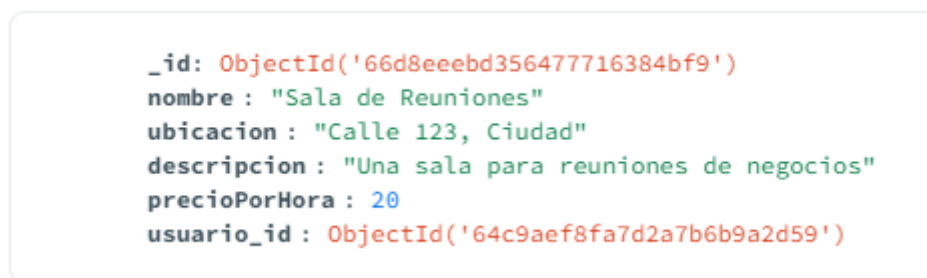 _id: ObjectId('66d8eeebd356477716384bf9')
nombre : "Sala de Reuniones"
ubicacion : "Calle 123, Ciudad"
descripcion : "Una sala para reuniones de negocios"
precioPorHora : 20
usuario_id : ObjectId('64c9aef8fa7d2a7b6b9a2d59')